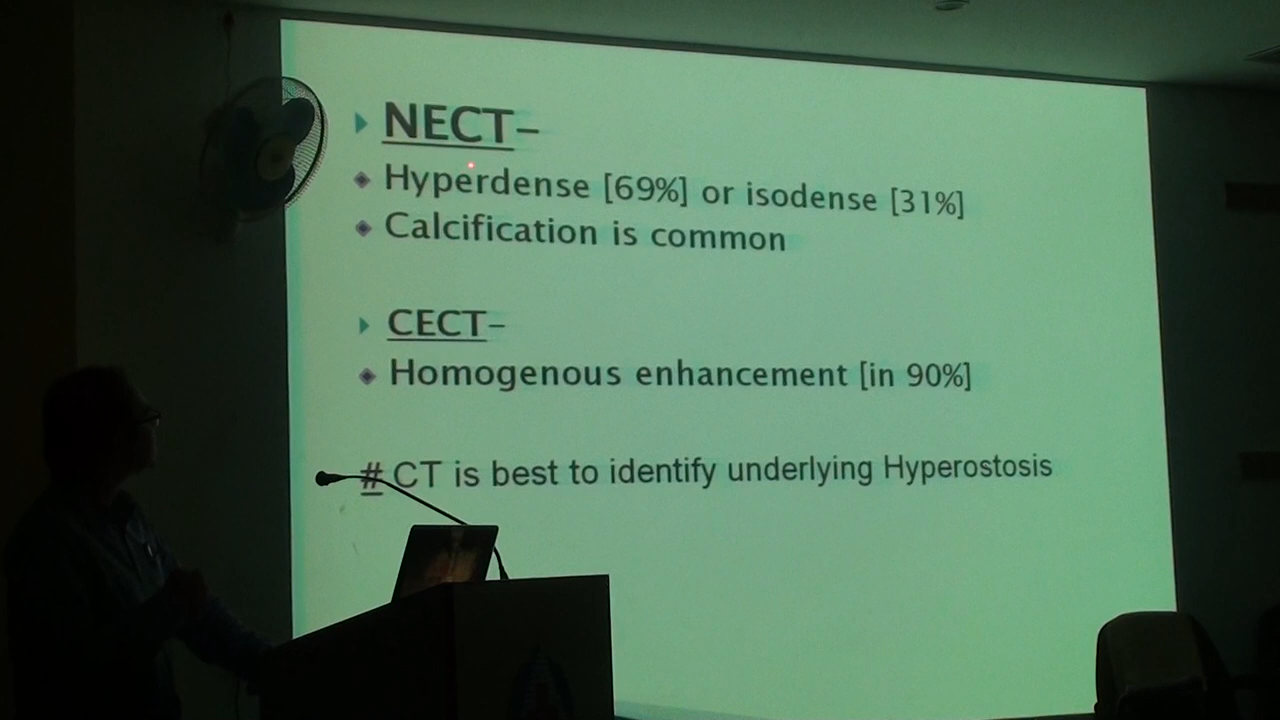 NECT–
Hyperdense [69%] or isodense [31%]
Calcification is common
CECT–
Homogenous enhancement [in 90%]
# CT is best to identify underlying Hyperostosis